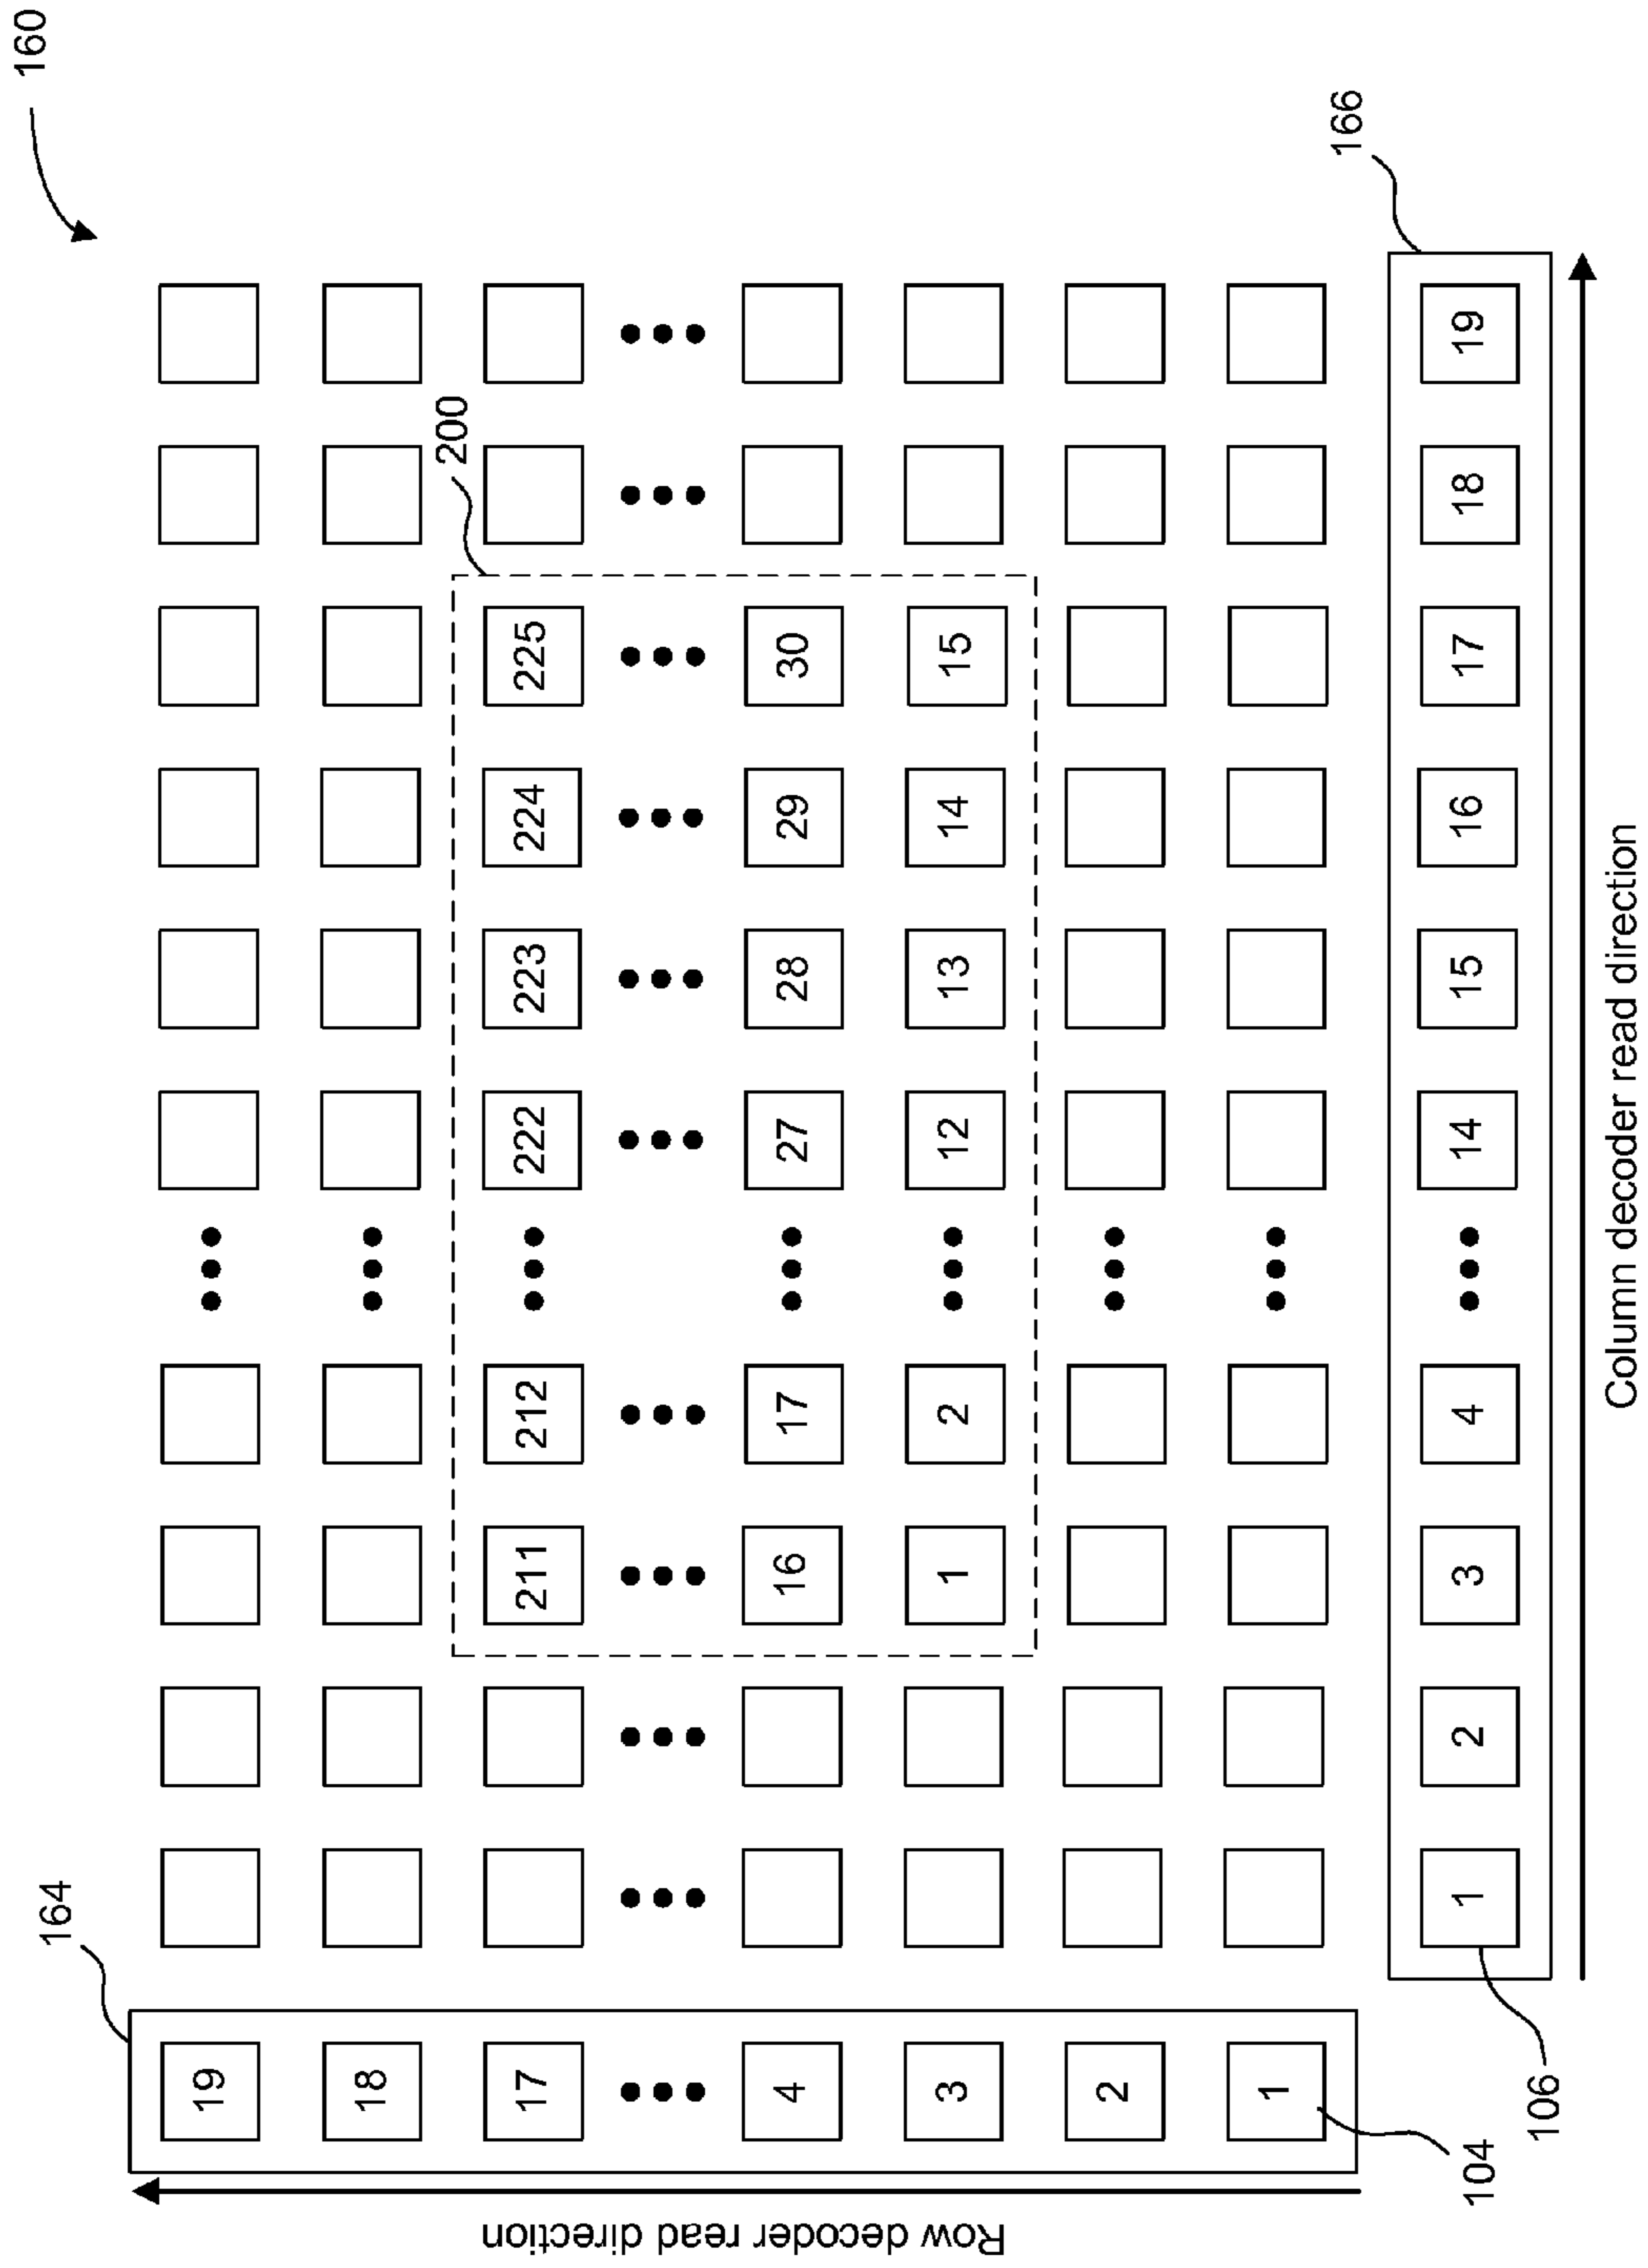 160
164
19
18
200
17 211 212 222 223 224 225
4 16 17 27 28 29 30
3 1 2 12 13 14 15
2
1
166
1 2 3 4 14 15 16 17 18 19
104
106
Row decoder read direction
Column decoder read direction